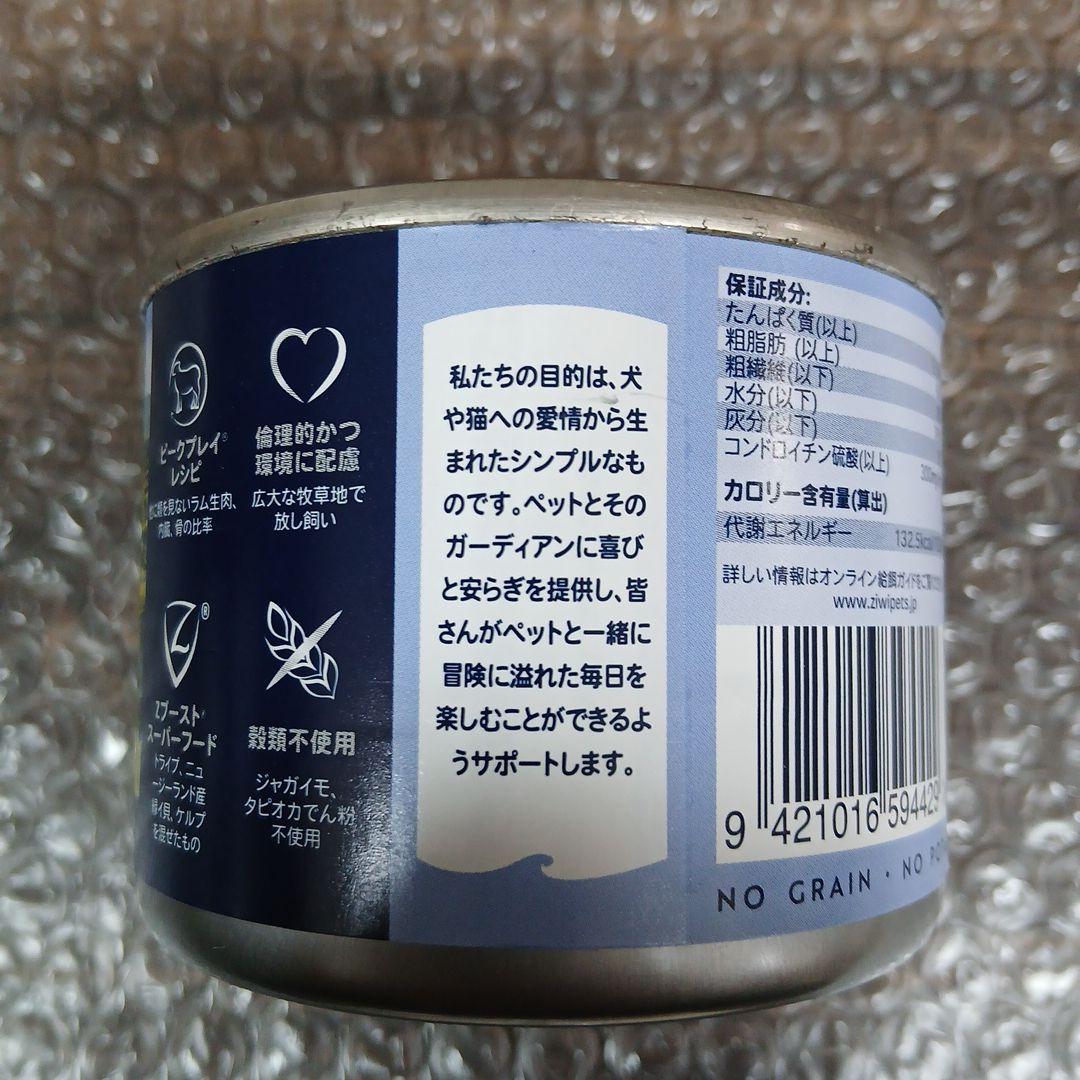 ピークプレイ®
レシピ
に類を見ないラム生肉、
内臓、骨の比率
倫理的かつ
環境に配慮
広大な牧草地で
放し飼い
Z®
Zブースト
スーパーフード
トライプ、ニュ
ージーランド産
緑イ貝、ケルプ
を混ぜたもの
穀類不使用
ジャガイモ、
タピオカでん粉
不使用
私たちの目的は、犬
や猫への愛情から生
まれたシンプルなも
のです。ペットとその
ガーディアンに喜び
と安らぎを提供し、皆
さんがペットと一緒に
冒険に溢れた毎日を
楽しむことができるよ
うサポートします。
保証成分:
たんぱく質(以上)
粗脂肪 (以上)
粗繊維(以下)
水分(以下)
灰分(以下)
コンドロイチン硫酸(以上)
カロリー含有量(算出)
代謝エネルギー 132.5kcal
詳しい情報はオンライン給餌ガイドをご
www.ziwipets.jp
9 421016 594429
NO GRAIN · NO